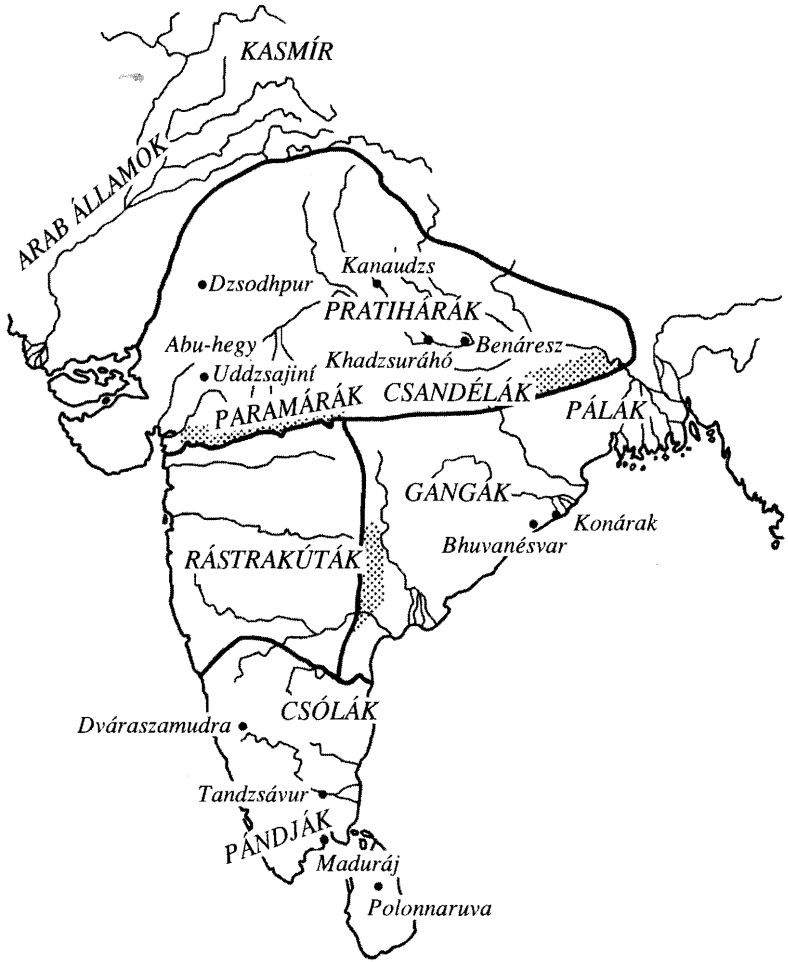 KASMÍR
ARAB ÁLLAMOK
Kanaudzs
Dzsodhpur
PRATIHÁRÁK
Abu-hegy
Benáresz
Khadzsuráhó
Uddzsajiní
PARAMÁRÁK
CSANDÉLÁK
PÁLÁK
GANGÁK
Konárak
Bhuvanésvar
RÁSTRAKÚTÁK
CSÓLÁK
Dváraszamudra
Tandzsávur
PÁNDJÁK
Maduráj
Polonnaruva